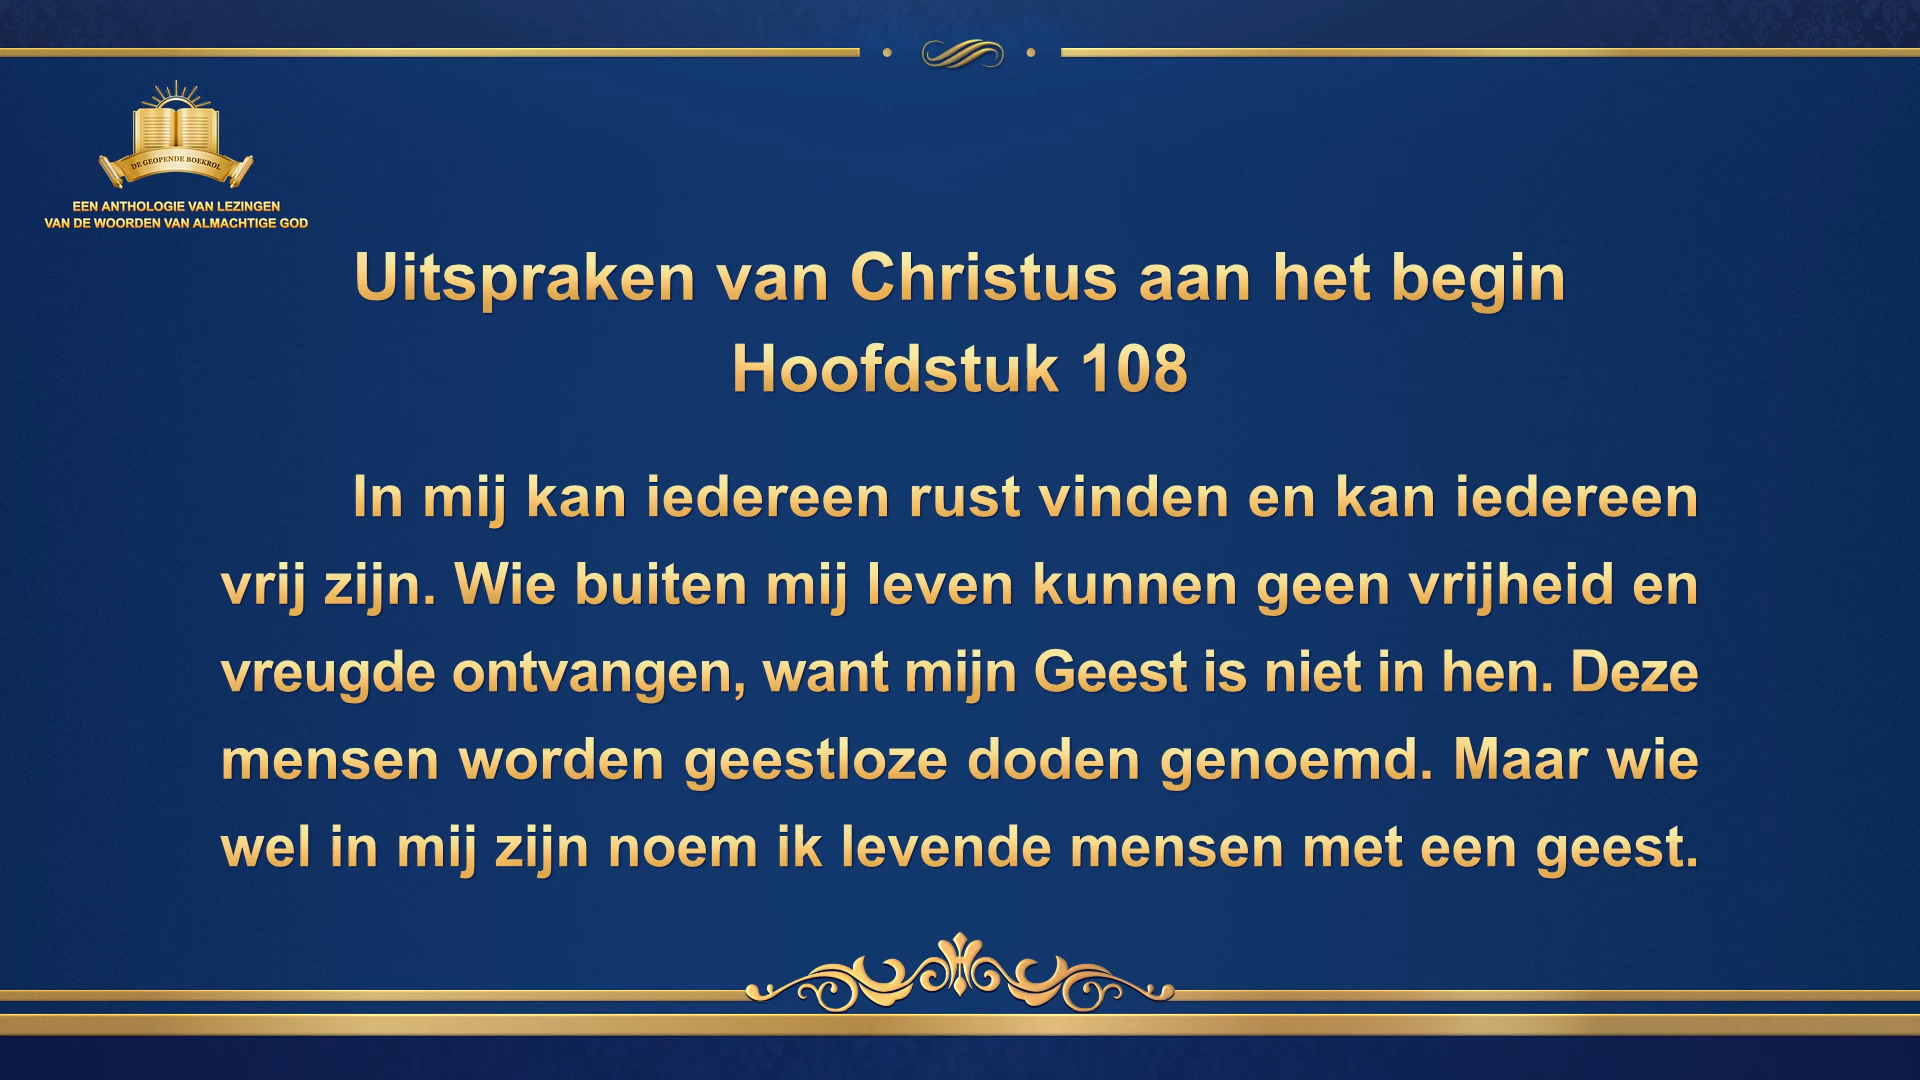 DE GEOPENDE BOEKROL
EEN ANTHOLOGIE VAN LEZINGEN
VAN DE WOORDEN VAN ALMACHTIGE GOD
Uitspraken van Christus aan het begin
Hoofdstuk 108
In mij kan iedereen rust vinden en kan iedereen
vrij zijn. Wie buiten mij leven kunnen geen vrijheid en
vreugde ontvangen, want mijn Geest is niet in hen. Deze
mensen worden geestloze doden genoemd. Maar wie
wel in mij zijn noem ik levende mensen met een geest.